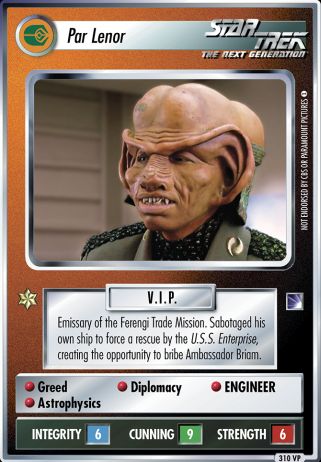 Par Lenor
STAR TREK
THE NEXT GENERATION
NOT ENDORSED BY CBS OR PARAMOUNT PICTURES
V.I.P.
Emissary of the Ferengi Trade Mission. Sabotaged his
own ship to force a rescue by the U.S.S. Enterprise,
creating the opportunity to bribe Ambassador Briam.
Greed Diplomacy ENGINEER
Astrophysics
INTEGRITY 6 CUNNING 9 STRENGTH 6
310 VP